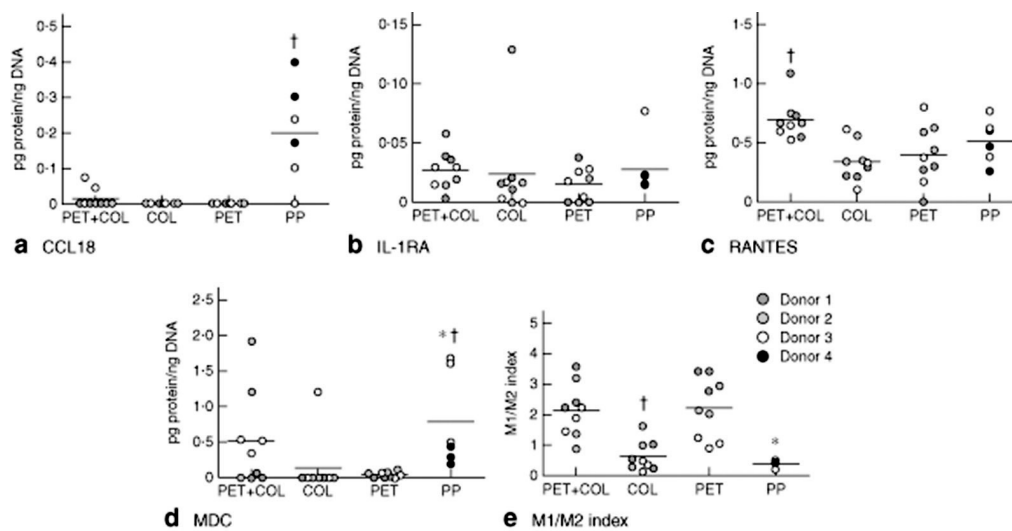 pg protein/ng DNA
0·5
0·4
0·3
0·2
0·1
0
†
PET+COL COL PET PP
a CCL18
pg protein/ng DNA
0·15
0·10
0·05
0
PET+COL COL PET PP
b IL-1RA
pg protein/ng DNA
1·5
1·0
0·5
0
†
PET+COL COL PET PP
c RANTES
pg protein/ng DNA
2·5
2·0
1·5
1·0
0·5
0
*†
PET+COL COL PET PP
d MDC
M1/M2 index
5
4
3
2
1
0
†
*
PET+COL COL PET PP
e M1/M2 index
Donor 1
Donor 2
Donor 3
Donor 4